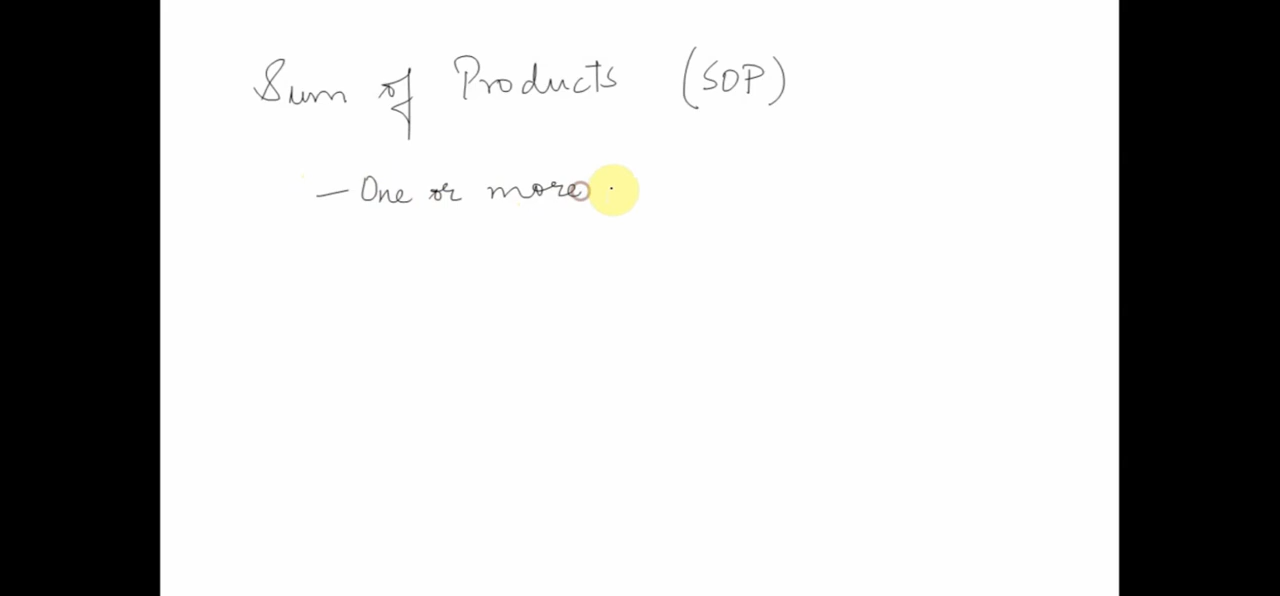 Sum of Products (SOP)
— One or more